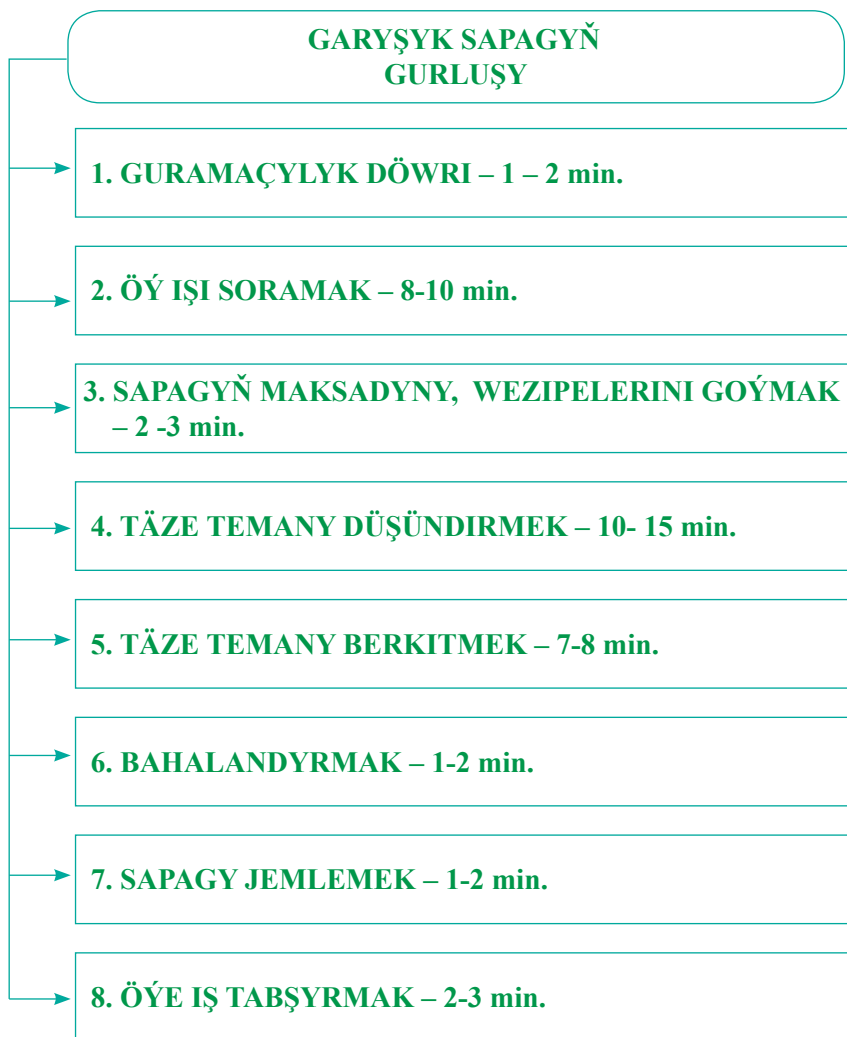 GARYŞYK SAPAGYŇ
GURLUŞY
1. GURAMAÇYLYK DÖWRI – 1 – 2 min.
2. ÖÝ IŞI SORAMAK – 8-10 min.
3. SAPAGYŇ MAKSADYNY, WEZIPELERINI GOÝMAK
– 2 -3 min.
4. TÄZE TEMANY DÜŞÜNDIRMEK – 10- 15 min.
5. TÄZE TEMANY BERKITMEK – 7-8 min.
6. BAHALANDYRMAK – 1-2 min.
7. SAPAGY JEMLEMEK – 1-2 min.
8. ÖÝE IŞ TABŞYRMAK – 2-3 min.